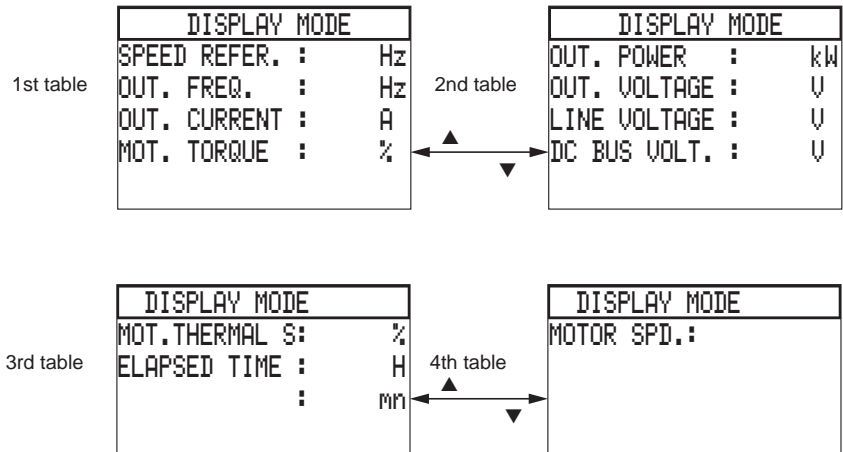 1st table
DISPLAY MODE
SPEED REFER. : Hz
OUT. FREQ. : Hz
OUT. CURRENT : A
MOT. TORQUE : %
2nd table
▲
▼
DISPLAY MODE
OUT. POWER : kW
OUT. VOLTAGE : V
LINE VOLTAGE : V
DC BUS VOLT. : V
3rd table
DISPLAY MODE
MOT.THERMAL S: %
ELAPSED TIME : H
: mn
4th table
▲
▼
DISPLAY MODE
MOTOR SPD.: